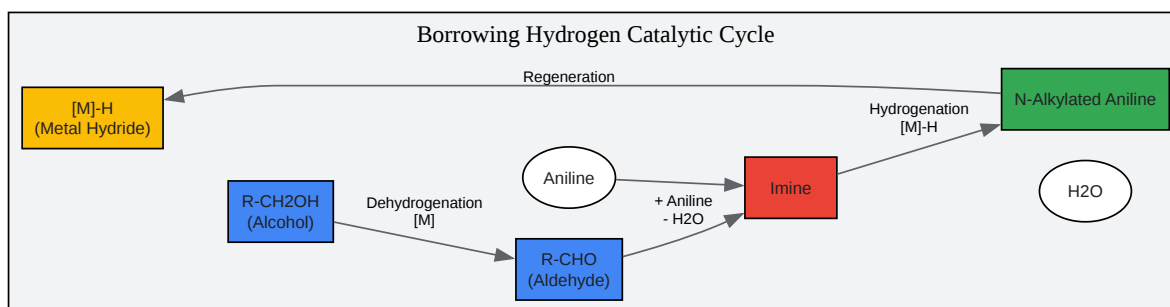 Borrowing Hydrogen Catalytic Cycle
Regeneration
[M]-H
(Metal Hydride)
N-Alkylated Aniline
Hydrogenation
[M]-H
Aniline
Imine
H2O
R-CH2OH
(Alcohol)
Dehydrogenation
[M]
+ Aniline
- H2O
R-CHO
(Aldehyde)